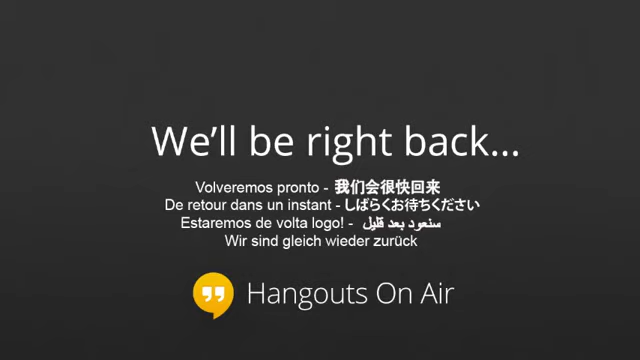 We'll be right back...
Volveremos pronto - 我们会很快回来
De retour dans un instant - しばらくお待ちください
Estaremos de volta logo! - سنعود بعد قليل
Wir sind gleich wieder zurück
Hangouts On Air